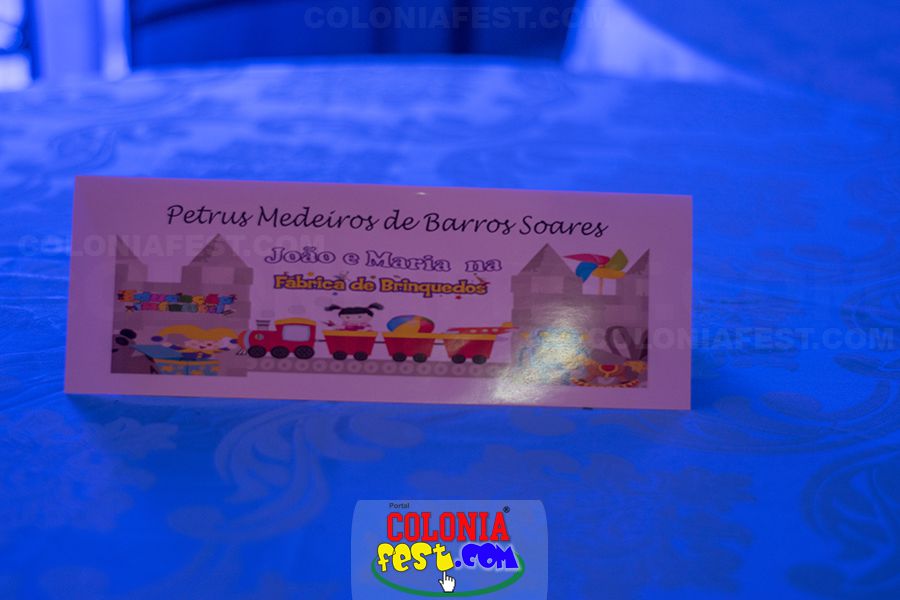 COLONIAFEST.COM
Petrus Medeiros de Barros Soares
COLONIAFEST.COM
João e Maria na
Fabrica de Brinquedos
COLONIAFEST.COM
Portal
COLONIA®
fest.com